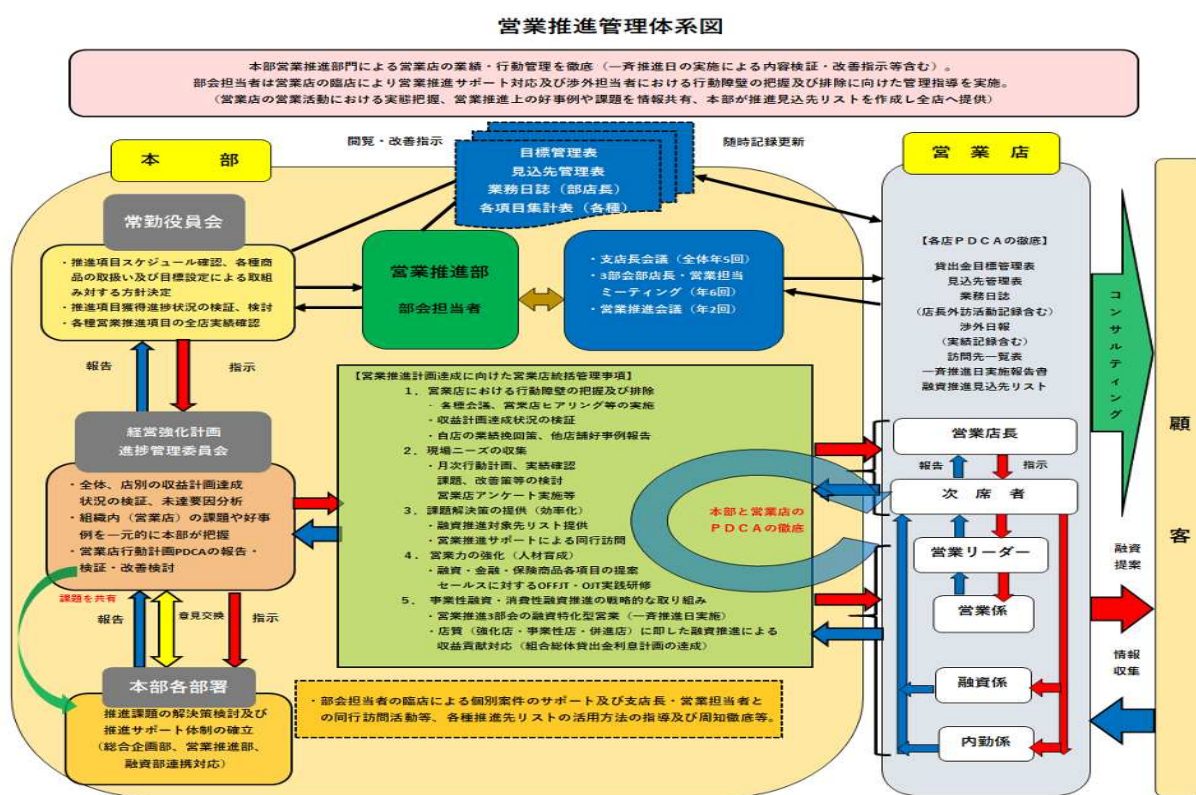 営業推進管理体系図
本部営業推進部門による営業店の業績・行動管理を徹底（一斉推進日の実施による内容検証・改善指示等含む）。
部会担当者は営業店の臨店により営業推進サポート対応及び渉外担当者における行動障壁の把握及び排除に向けた管理指導を実施。
（営業店の営業活動における実態把握、営業推進上の好事例や課題を情報共有、本部が推進見込先リストを作成し全店へ提供）
閲覧・改善指示
随時記録更新
本　部
目標管理表
見込先管理表
業務日誌（部店長）
各項目集計表（各種）
営業店
顧客
常勤役員会
・推進項目スケジュール確認、各種商
品の取扱い及び目標設定による取組
み対する方針決定
・推進項目獲得進捗状況の検証、検討
・各種営業推進項目の全店実績確認
営業推進部
部会担当者
・支店長会議（全体年5回）
・3部会部店長・営業担当
ミーティング（年6回）
・営業推進会議（年2回）
【各店ＰＤＣＡの徹底】
貸出金目標管理表
見込先管理表
業務日誌
（店長外訪活動記録含む）
渉外日報
（実績記録含む）
訪問先一覧表
一斉推進日実施報告書
融資推進見込先リスト
コンサルティング
報告
指示
経営強化計画
進捗管理委員会
・全体、店別の収益計画達成
状況の検証、未達要因分析
・組織内（営業店）の課題や好事
例を一元的に本部が把握
・営業店行動計画PDCAの報告・
検証・改善検討
課題を共有
報告
意見交換
指示
本部各部署
推進課題の解決策検討及び
推進サポート体制の確立
（総合企画部、営業推進部、
融資部連携対応）
【営業推進計画達成に向けた営業店統括管理事項】
１．営業店における行動障壁の把握及び排除
・各種会議、営業店ヒアリング等の実施
・収益計画達成状況の検証
・自店の業績挽回策、他店舗好事例報告
２．現場ニーズの収集
・月次行動計画、実績確認
課題、改善策等の検討
営業店アンケート実施等
３．課題解決策の提供（効率化）
・融資推進対象先リスト提供
・営業推進サポートによる同行訪問
４．営業力の強化（人材育成）
・融資・金融・保険商品各項目の提案
セールスに対するOFFJT・OJT実践研修
５．事業性融資・消費性融資推進の戦略的な取り組み
・営業推進3部会の融資特化型営業（一斉推進日実施）
・店質（強化店・事業性店・併進店）に即した融資推進による
収益貢献対応（組合総体貸出金利息計画の達成）
本部と営業店の
ＰＤＣＡの徹底
・部会担当者の臨店による個別案件のサポート及び支店長・営業担当者と
の同行訪問活動等、各種推進先リストの活用方法の指導及び周知徹底等。
営業店長
報告
指示
次席者
営業リーダー
営業係
融資係
内勤係
融資
提案
情報
収集